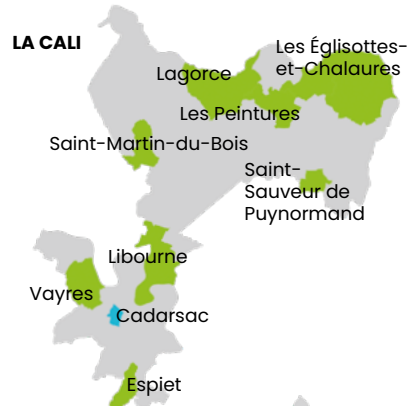 LA CALI
Les Églisottes-
et-Chalaures
Lagorce
Les Peintures
Saint-Martin-du-Bois
Saint-
Sauveur de
Puynormand
Libourne
Vayres
Cadarsac
Espiet